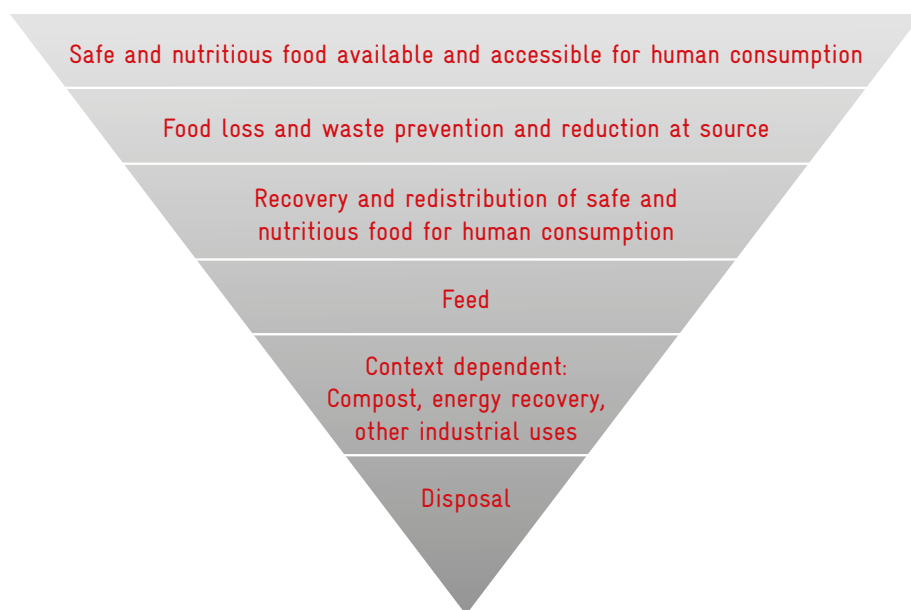 Safe and nutritious food available and accessible for human consumption
Food loss and waste prevention and reduction at source
Recovery and redistribution of safe and
nutritious food for human consumption
Feed
Context dependent:
Compost, energy recovery,
other industrial uses
Disposal